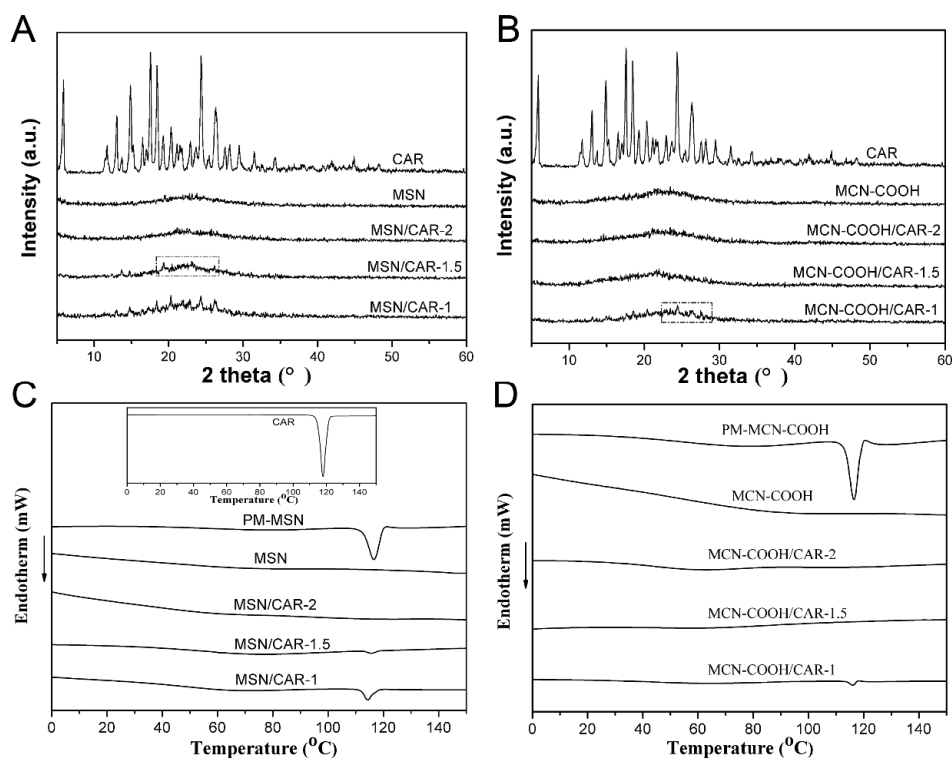 A
Intensity (a.u.)
CAR
MSN
MSN/CAR-2
MSN/CAR-1.5
MSN/CAR-1
10 20 30 40 50 60
2 theta (°)
B
Intensity (a.u.)
CAR
MCN-COOH
MCN-COOH/CAR-2
MCN-COOH/CAR-1.5
MCN-COOH/CAR-1
10 20 30 40 50 60
2 theta (°)
C
Endotherm (mW)
CAR
0 20 40 60 80 100 120 140
Temperature (°C)
PM-MSN
MSN
MSN/CAR-2
MSN/CAR-1.5
MSN/CAR-1
0 20 40 60 80 100 120 140
Temperature (°C)
D
Endotherm (mW)
PM-MCN-COOH
MCN-COOH
MCN-COOH/CAR-2
MCN-COOH/CAR-1.5
MCN-COOH/CAR-1
0 20 40 60 80 100 120 140
Temperature (°C)